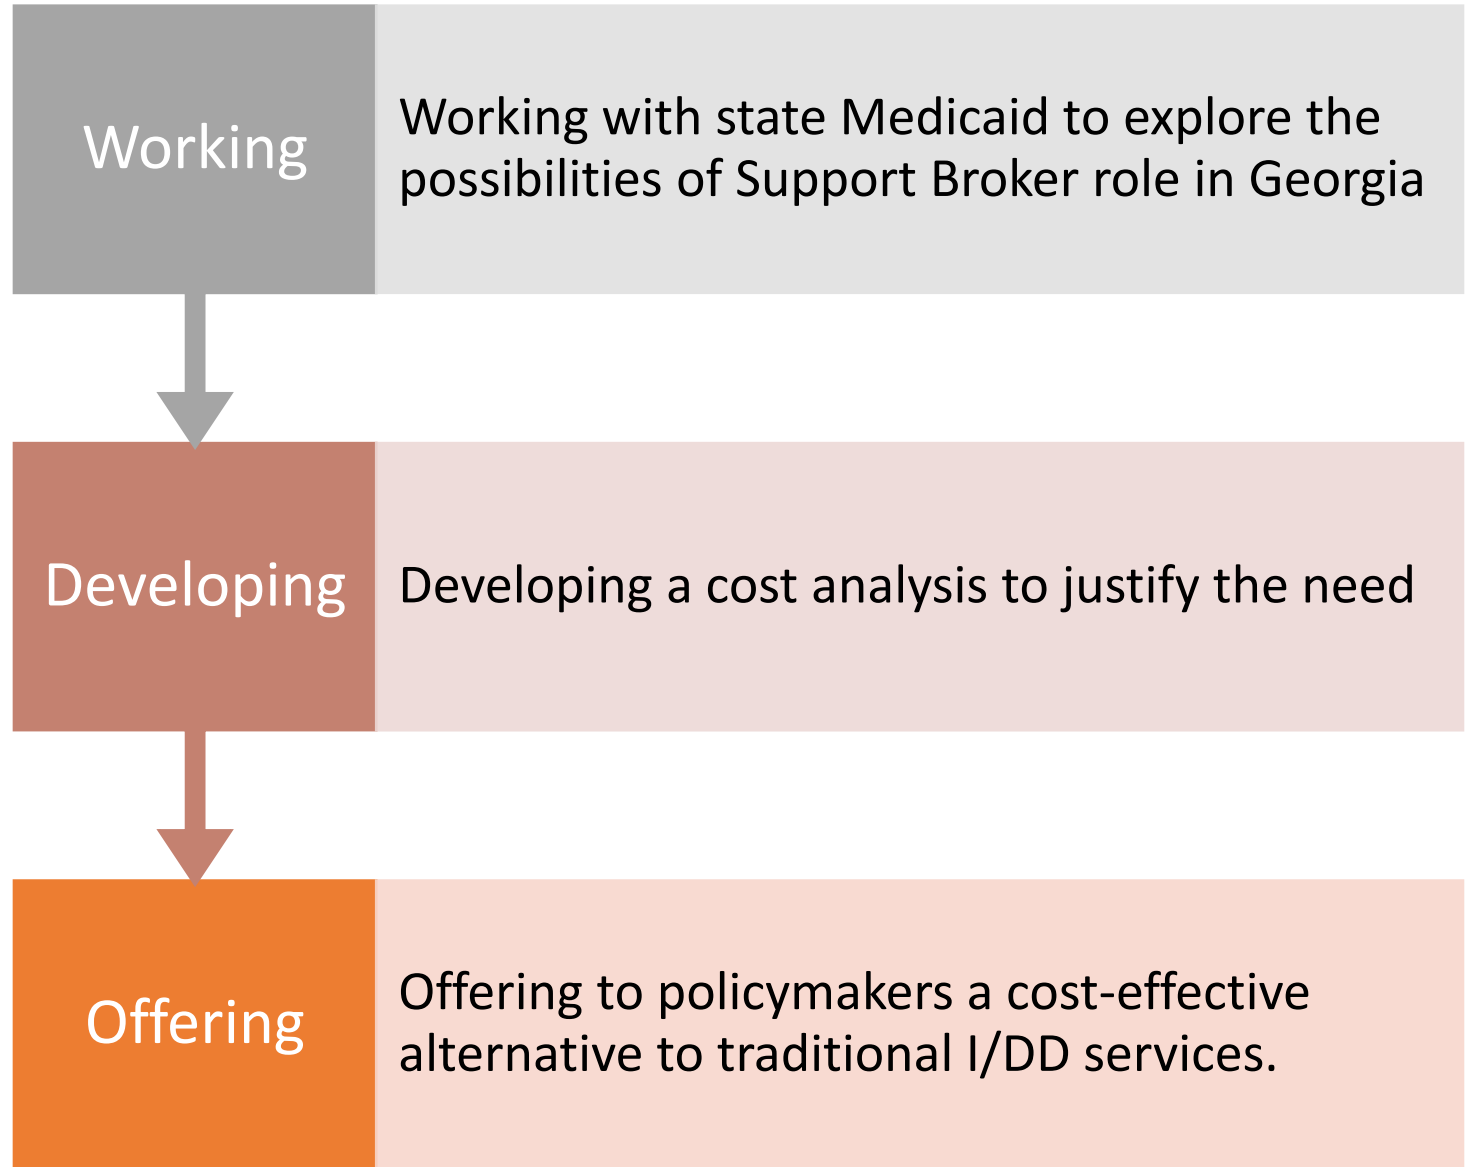 Working
Working with state Medicaid to explore the
possibilities of Support Broker role in Georgia
Developing
Developing a cost analysis to justify the need
Offering
Offering to policymakers a cost-effective
alternative to traditional I/DD services.